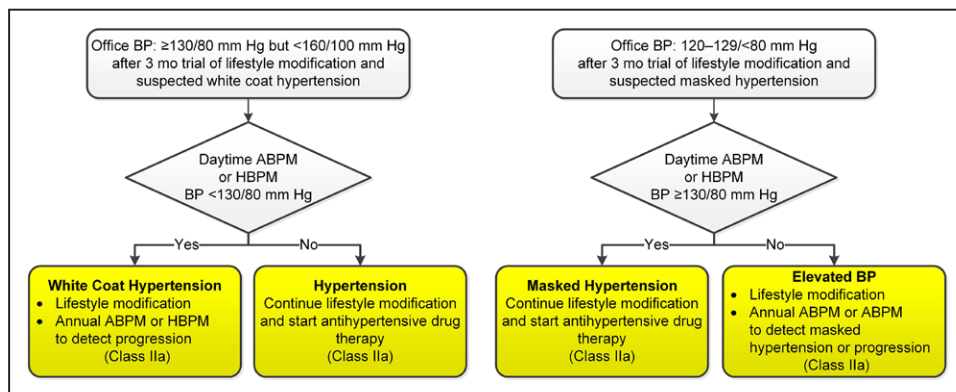 Office BP: ≥130/80 mm Hg but <160/100 mm Hg
after 3 mo trial of lifestyle modification and
suspected white coat hypertension
Daytime ABPM
or HBPM
BP <130/80 mm Hg
Yes
No
White Coat Hypertension
• Lifestyle modification
• Annual ABPM or HBPM
to detect progression
(Class IIa)
Hypertension
Continue lifestyle modification
and start antihypertensive drug
therapy
(Class IIa)
Office BP: 120–129/<80 mm Hg
after 3 mo trial of lifestyle modification and
suspected masked hypertension
Daytime ABPM
or HBPM
BP ≥130/80 mm Hg
Yes
No
Masked Hypertension
Continue lifestyle modification
and start antihypertensive drug
therapy
(Class IIa)
Elevated BP
• Lifestyle modification
• Annual ABPM or ABPM
to detect masked
hypertension or progression
(Class IIa)